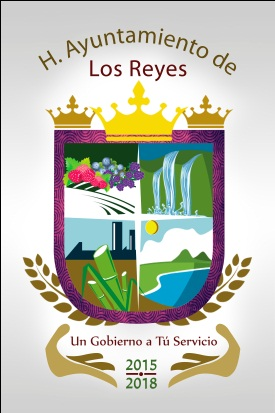 H. Ayuntamiento de
Los Reyes
Un Gobierno a Tú Servicio
2015
2018